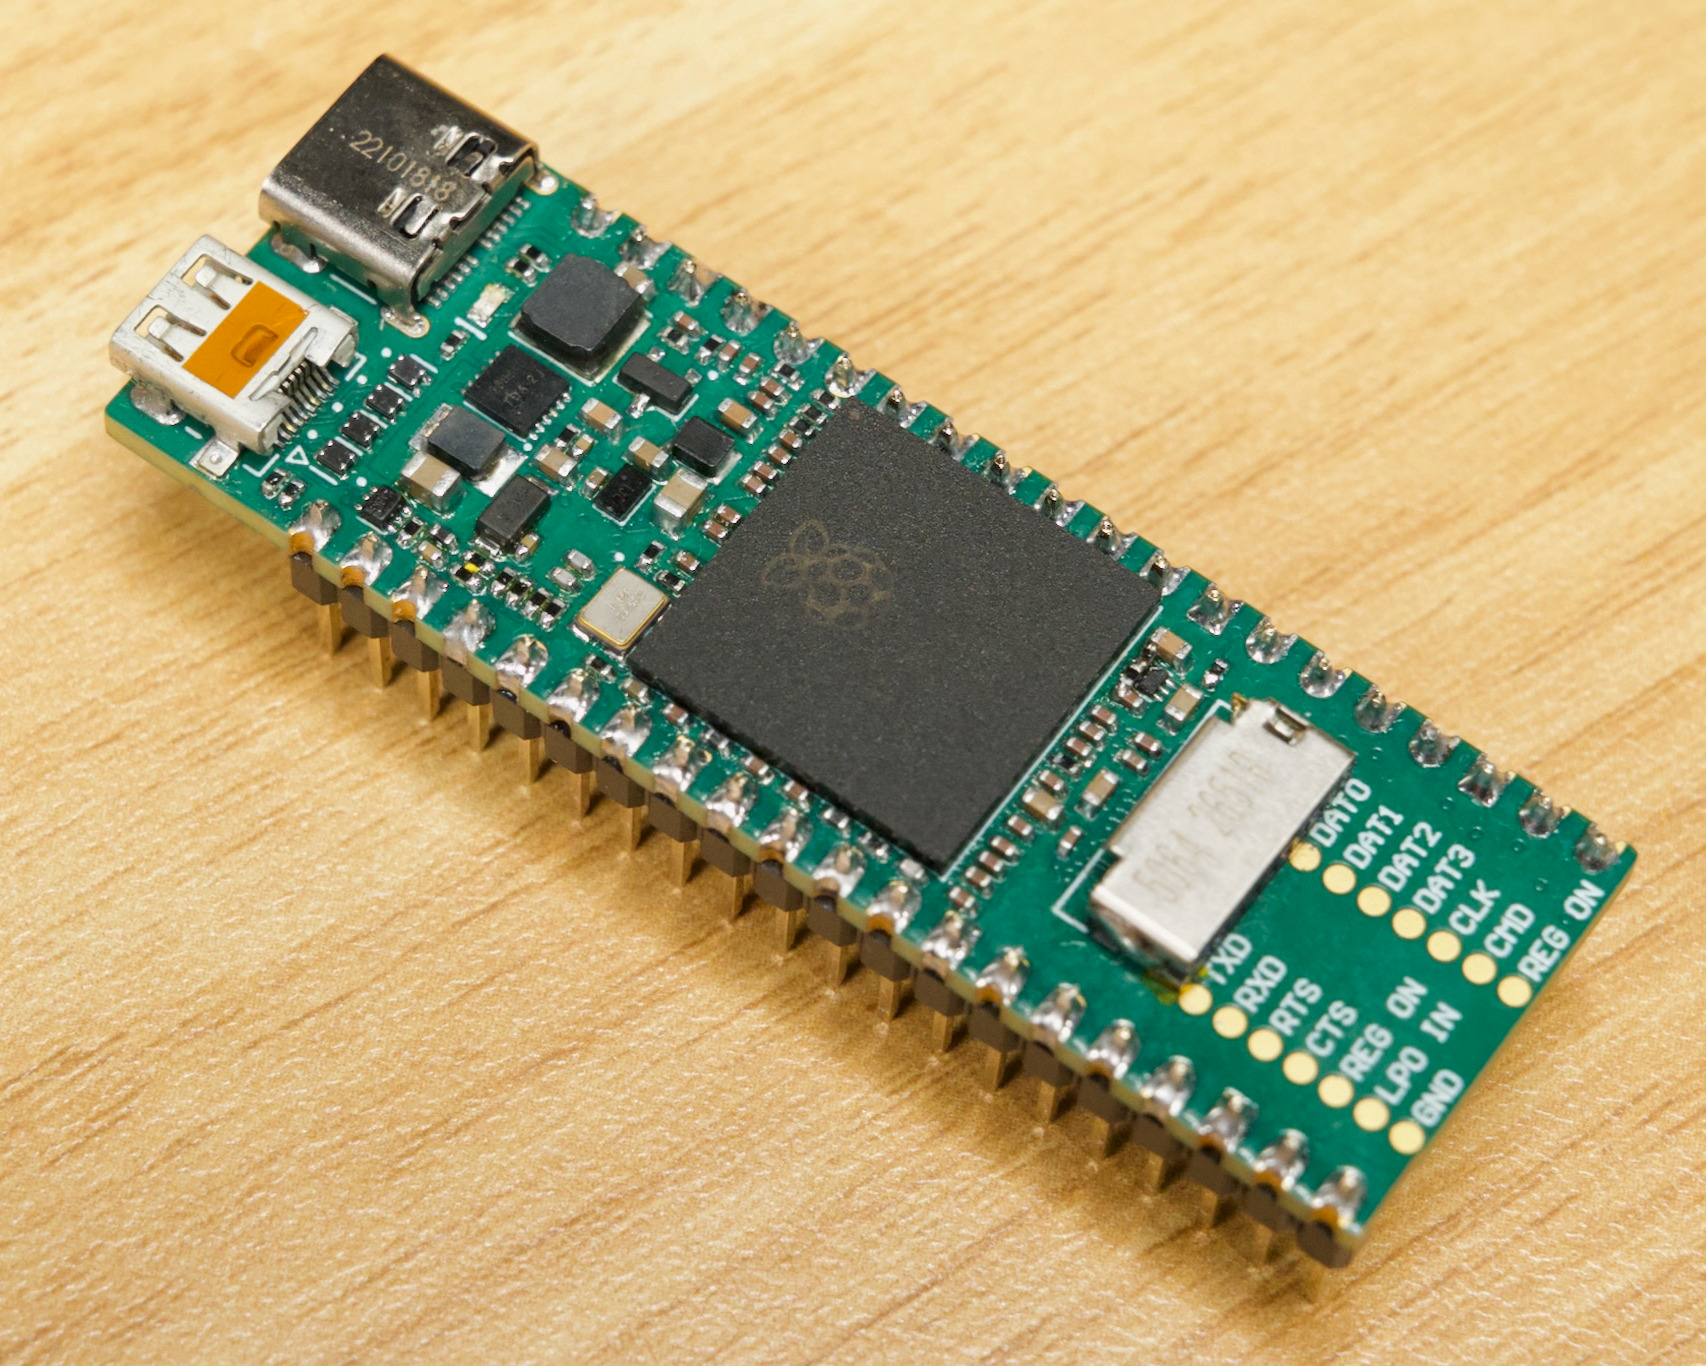 22101818
DAT0
DAT1
DAT2
DAT3
CLK
CMD
REG ON
TXD
RXD
RTS
CTS
REG ON
LPO IN
GND